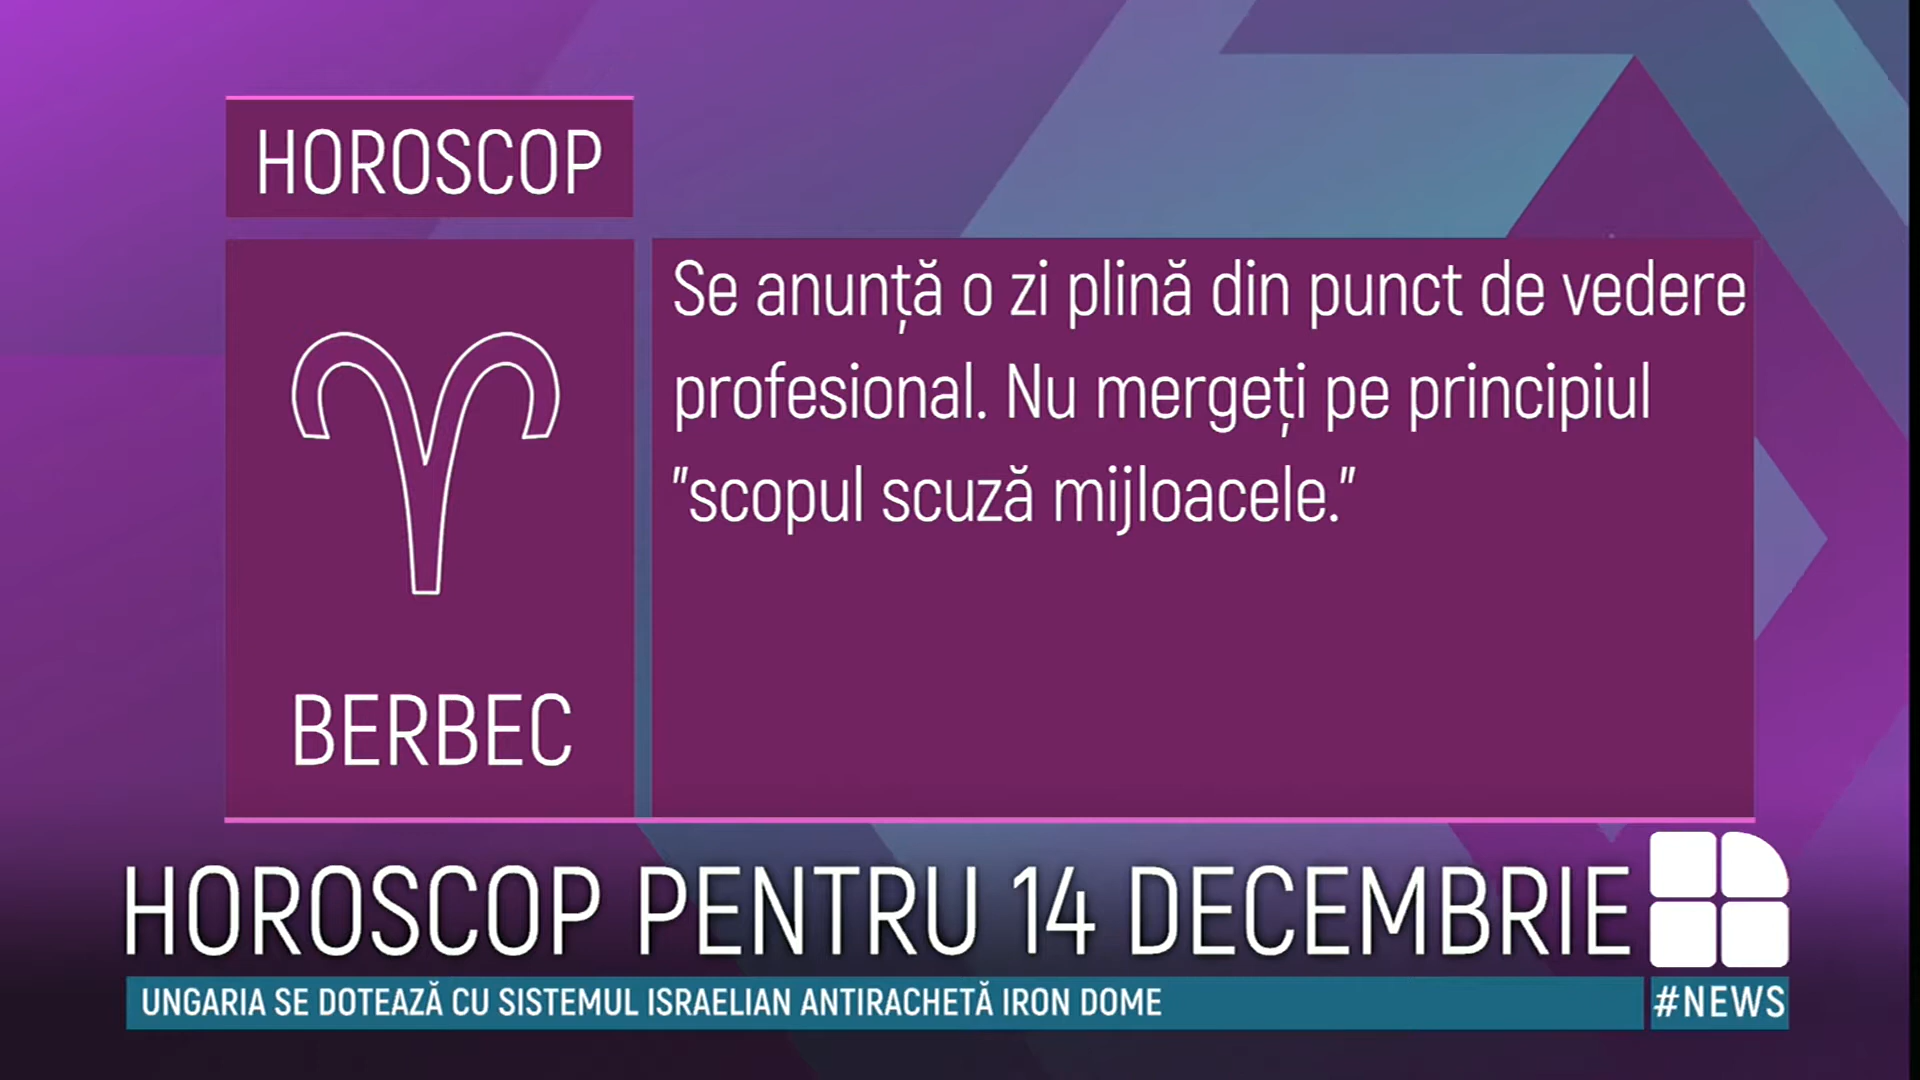 HOROSCOP
Se anunță o zi plină din punct de vedere
profesional. Nu mergeți pe principiul
"scopul scuză mijloacele."
BERBEC
HOROSCOP PENTRU 14 DECEMBRIE
UNGARIA SE DOTEAZĂ CU SISTEMUL ISRAELIAN ANTIRACHETĂ IRON DOME
#NEWS